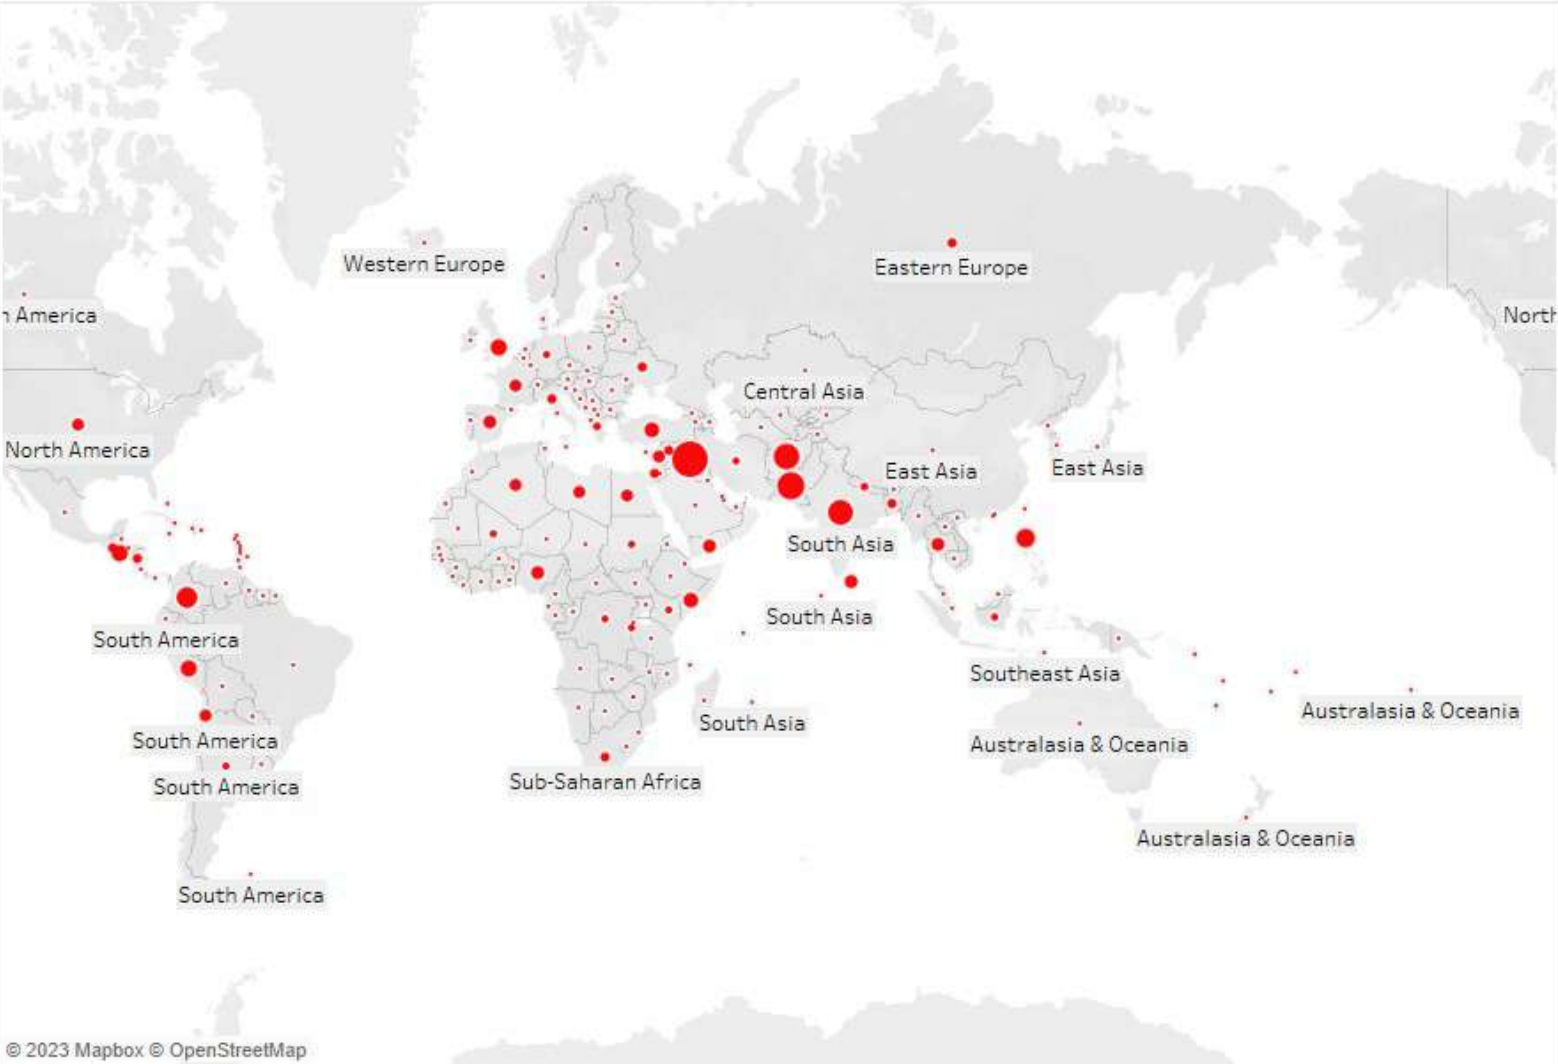 Western Europe
Eastern Europe
n America
North
Central Asia
North America
East Asia
East Asia
South Asia
South Asia
South America
Southeast Asia
Australasia & Oceania
South Asia
South America
Australasia & Oceania
Sub-Saharan Africa
South America
Australasia & Oceania
South America
© 2023 Mapbox © OpenStreetMap